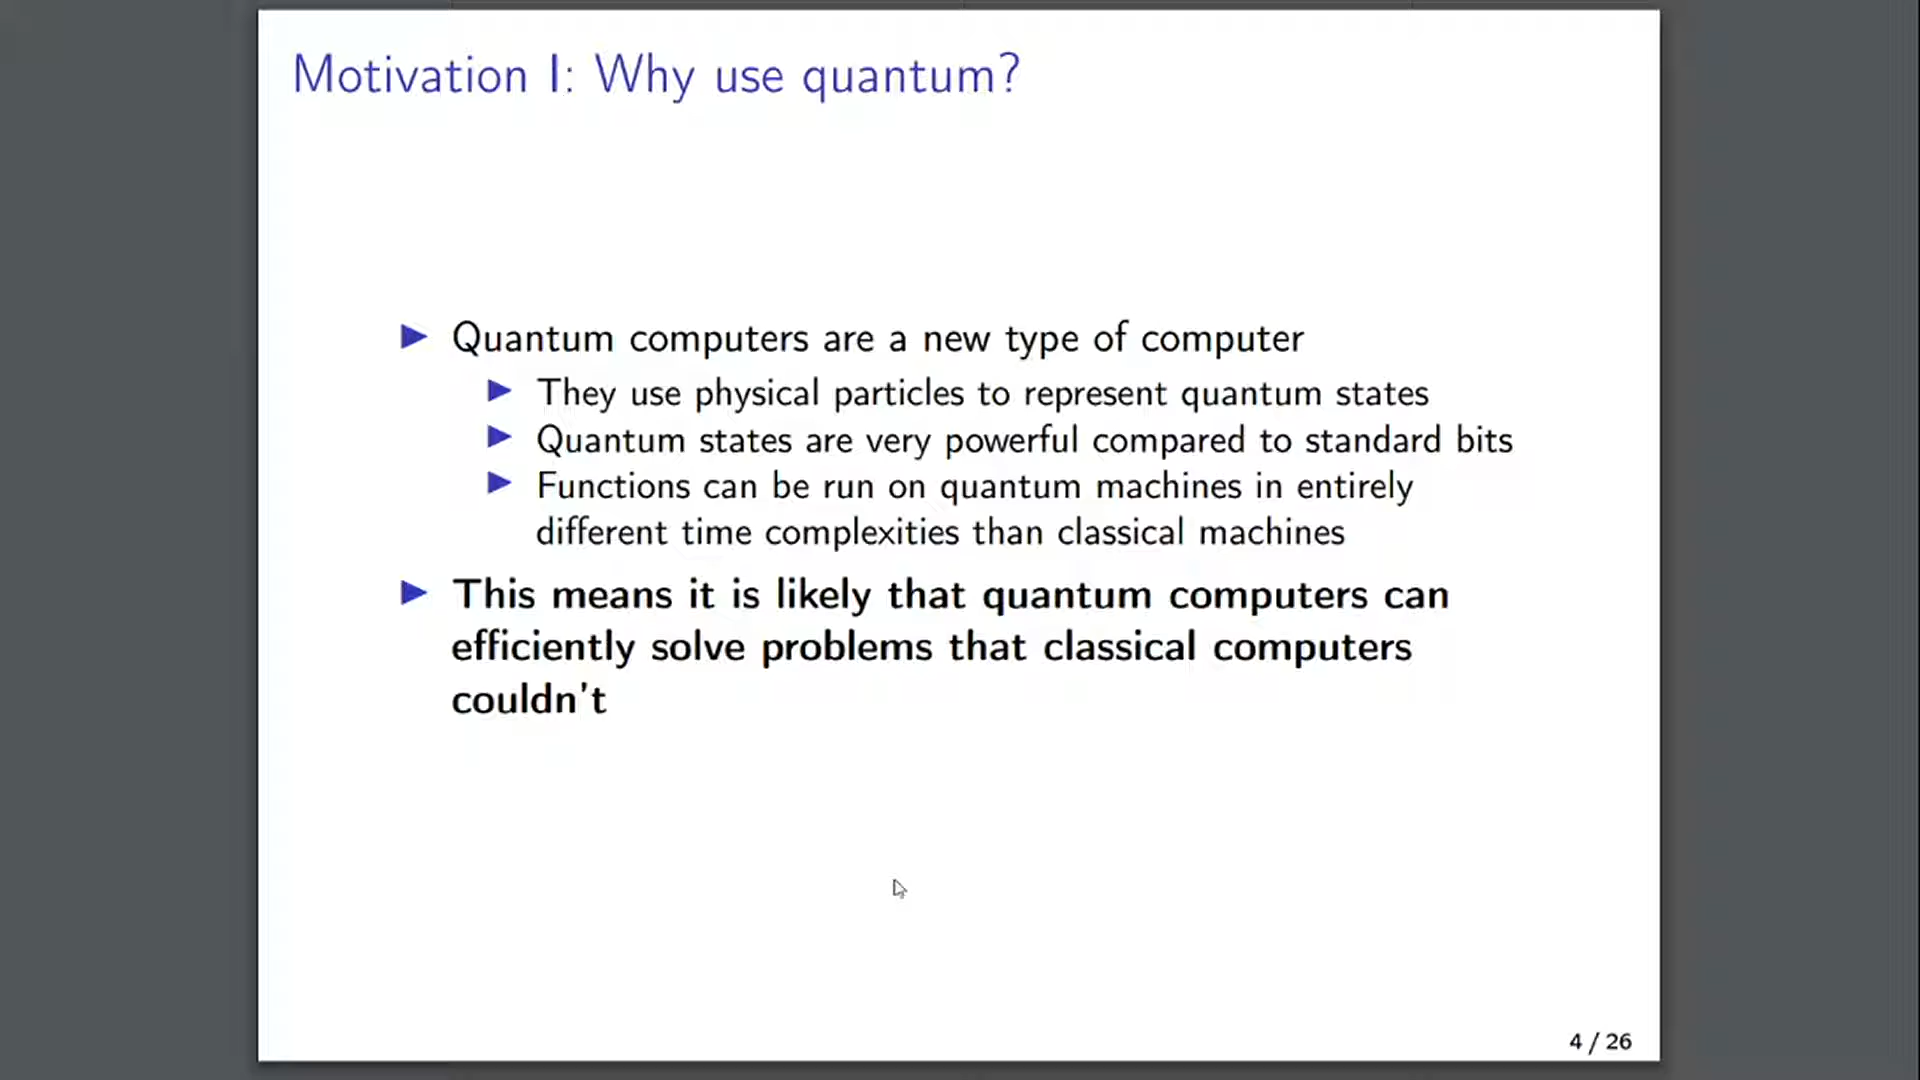 Motivation I: Why use quantum?
Quantum computers are a new type of computer
They use physical particles to represent quantum states
Quantum states are very powerful compared to standard bits
Functions can be run on quantum machines in entirely
different time complexities than classical machines
This means it is likely that quantum computers can
efficiently solve problems that classical computers
couldn't
4 / 26